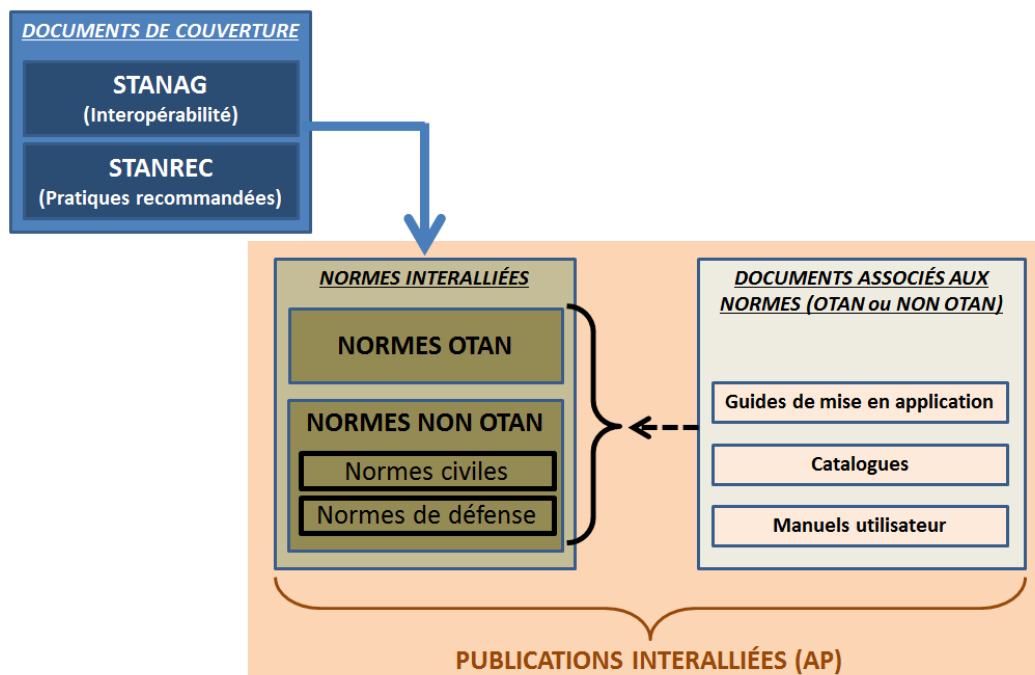 DOCUMENTS DE COUVERTURE
STANAG
(Interopérabilité)
STANREC
(Pratiques recommandées)
NORMES INTERALLIÉES
NORMES OTAN
NORMES NON OTAN
Normes civiles
Normes de défense
DOCUMENTS ASSOCIÉS AUX
NORMES (OTAN ou NON OTAN)
Guides de mise en application
Catalogues
Manuels utilisateur
PUBLICATIONS INTERALLIÉES (AP)